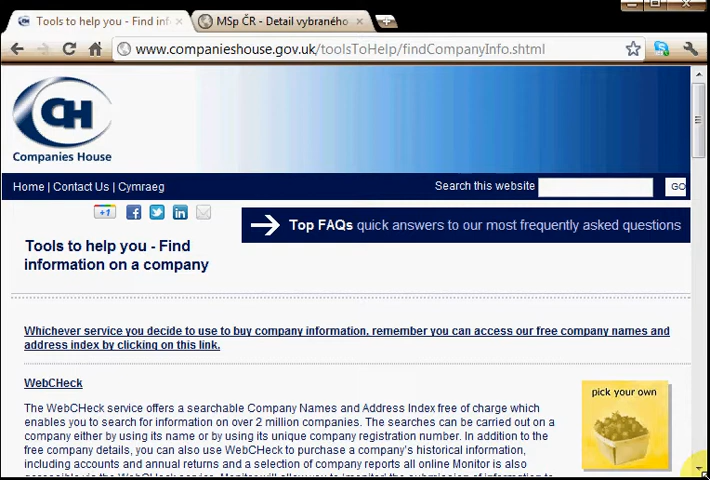 Tools to help you - Find inf
MSp ČR - Detail vybraného
www.companieshouse.gov.uk/toolsToHelp/findCompanyInfo.shtml
CH
Companies House
Home | Contact Us | Cymraeg
Search this website
GO
+1
Top FAQs quick answers to our most frequently asked questions
Tools to help you - Find
information on a company
Whichever service you decide to use to buy company information, remember you can access our free company names and
address index by clicking on this link.
WebCHeck
pick your own
The WebCHeck service offers a searchable Company Names and Address Index free of charge which
enables you to search for information on over 2 million companies. The searches can be carried out on a
company either by using its name or by using its unique company registration number. In addition to the
free company details, you can also use WebCHeck to purchase a company's historical information,
including accounts and annual returns and a selection of company reports all online Monitor is also